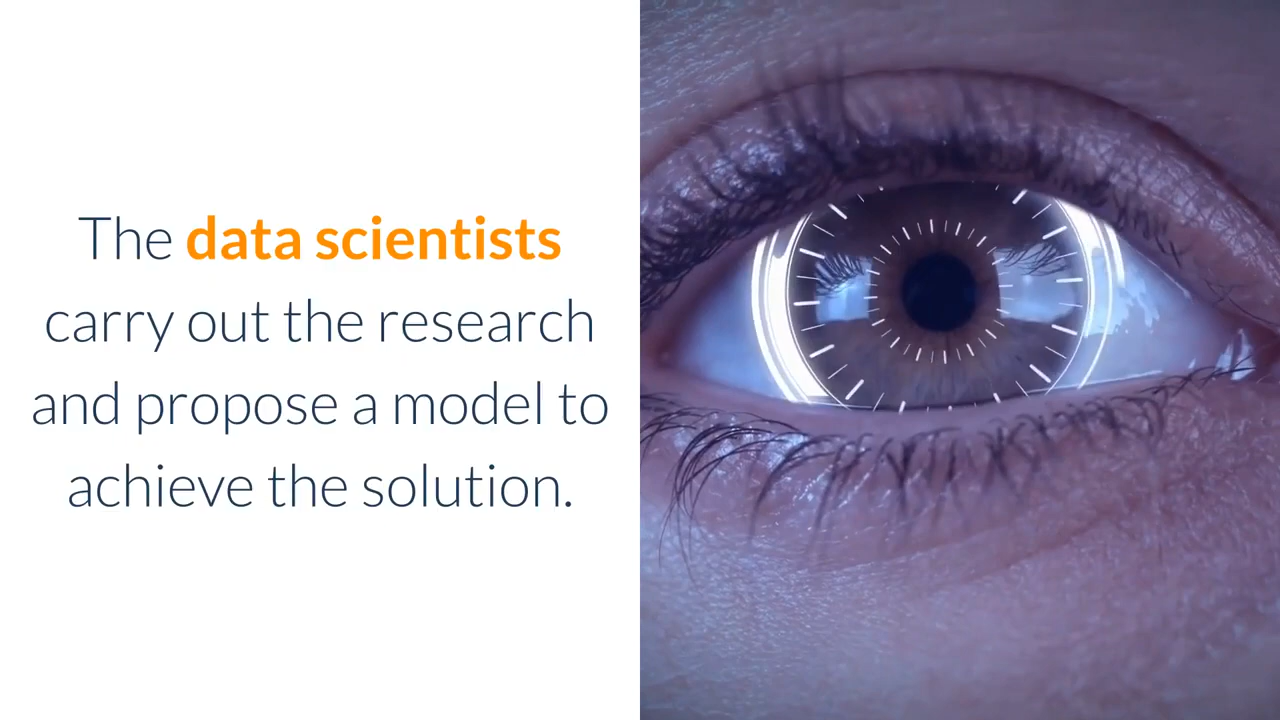 The data scientists
carry out the research
and propose a model to
achieve the solution.